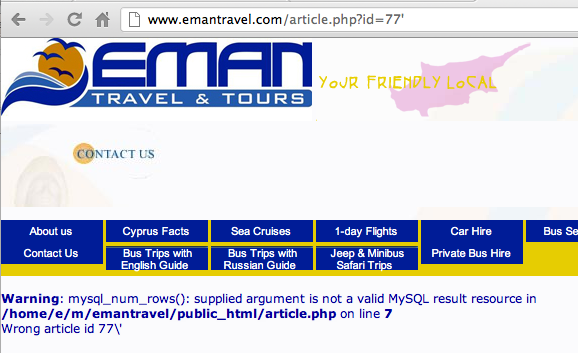 www.emantravel.com/article.php?id=77'
EMAN
TRAVEL & TOURS
YOUR FRIENDLY LOCAL
CONTACT US
About us
Cyprus Facts
Sea Cruises
1-day Flights
Car Hire
Bus Se
Contact Us
Bus Trips with
English Guide
Bus Trips with
Russian Guide
Jeep & Minibus
Safari Trips
Private Bus Hire
Warning: mysql_num_rows(): supplied argument is not a valid MySQL result resource in
/home/e/m/emantravel/public_html/article.php on line 7
Wrong article id 77\'